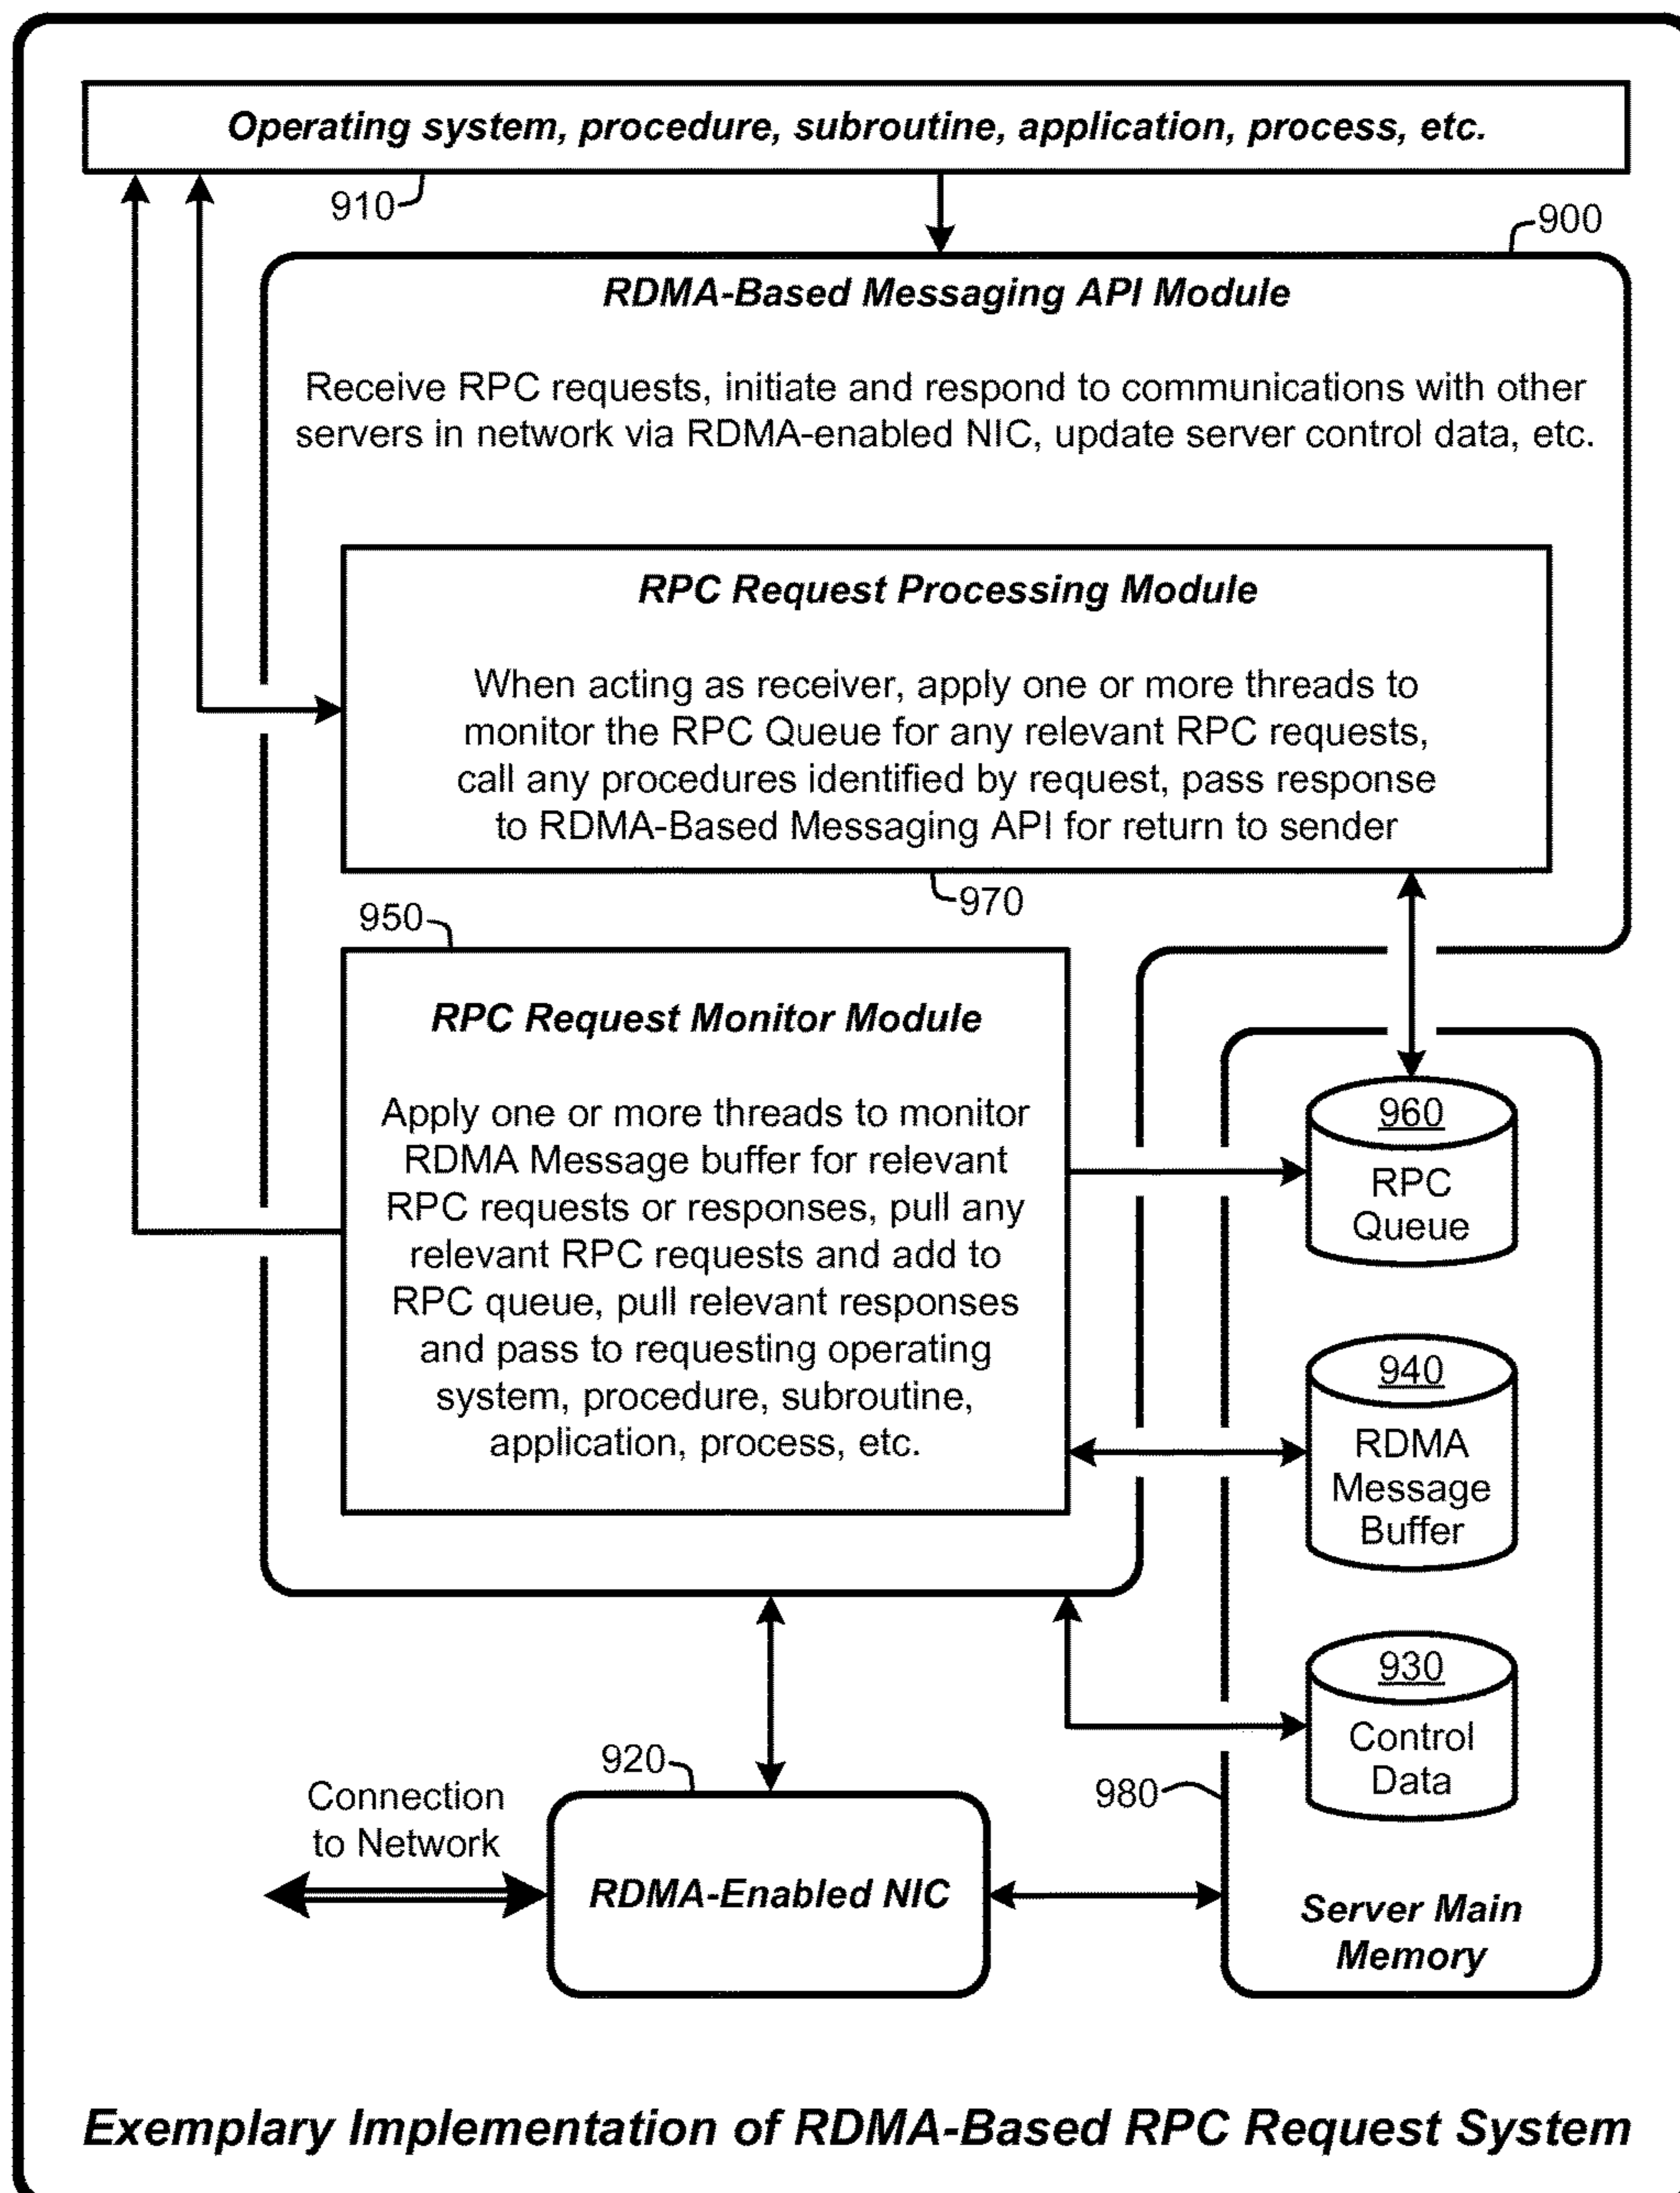 Operating system, procedure, subroutine, application, process, etc.
910
900
RDMA-Based Messaging API Module
Receive RPC requests, initiate and respond to communications with other
servers in network via RDMA-enabled NIC, update server control data, etc.
RPC Request Processing Module
When acting as receiver, apply one or more threads to
monitor the RPC Queue for any relevant RPC requests,
call any procedures identified by request, pass response
to RDMA-Based Messaging API for return to sender
970
950
RPC Request Monitor Module
Apply one or more threads to monitor
RDMA Message buffer for relevant
RPC requests or responses, pull any
relevant RPC requests and add to
RPC queue, pull relevant responses
and pass to requesting operating
system, procedure, subroutine,
application, process, etc.
960
RPC
Queue
940
RDMA
Message
Buffer
930
Control
Data
980
Server Main
Memory
920
Connection
to Network
RDMA-Enabled NIC
Exemplary Implementation of RDMA-Based RPC Request System